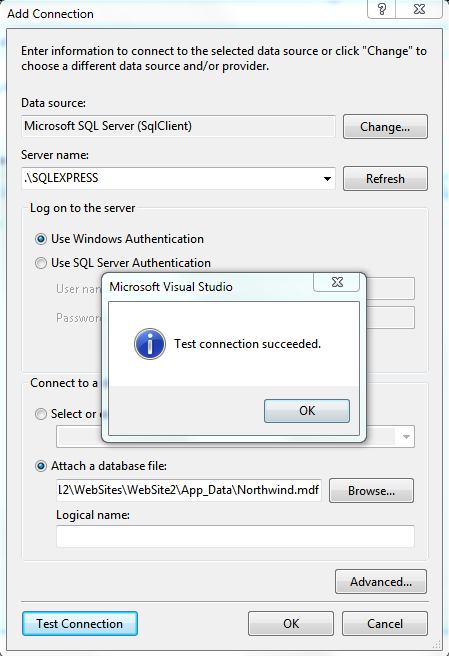 Add Connection
?
Enter information to connect to the selected data source or click "Change" to
choose a different data source and/or provider.
Data source:
Microsoft SQL Server (SqlClient)
Change...
Server name:
.\SQLEXPRESS
Refresh
Log on to the server
Use Windows Authentication
Use SQL Server Authentication
User
Password
Microsoft Visual Studio
Test connection succeeded.
OK
Connect to a
Select or
Attach a database file:
12\WebSites\WebSite2\App_Data\Northwind.mdf
Browse...
Logical name:
Advanced...
Test Connection
OK
Cancel